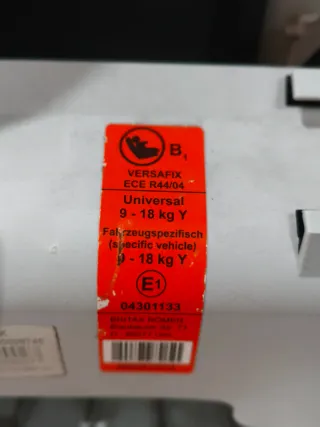 B1
VERSAFIX
ECE R44/04
Universal
9 - 18 kg Y
Fahrzeugspezifisch
(specific vehicle)
9 - 18 kg Y
E1
04301133